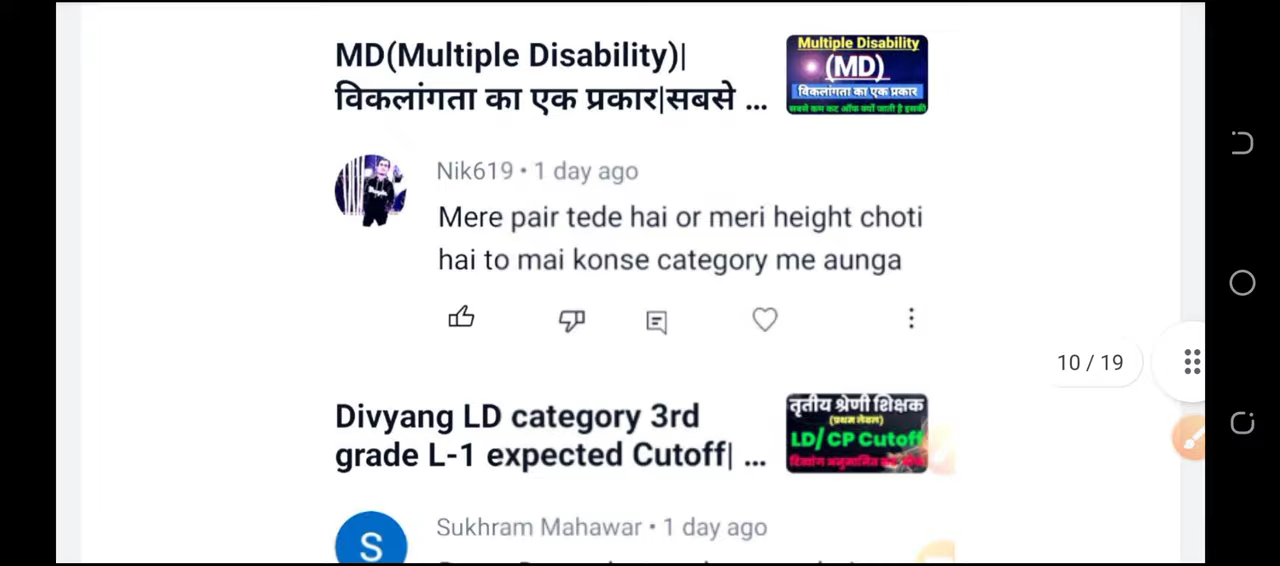 MD(Multiple Disability)|
विकलांगता का एक प्रकार|सबसे ...
Multiple Disability
(MD)
विकलांगता का एक प्रकार
सबसे कम कट ऑफ क्यों जाती है इसकी
Nik619 • 1 day ago
Mere pair tede hai or meri height choti
hai to mai konse category me aunga
10 / 19
Divyang LD category 3rd
grade L-1 expected Cutoff| ...
तृतीय श्रेणी शिक्षक
(प्रथम लेवल)
LD/ CP Cutoff
दिव्यांग अनुमानित कट
S
Sukhram Mahawar • 1 day ago